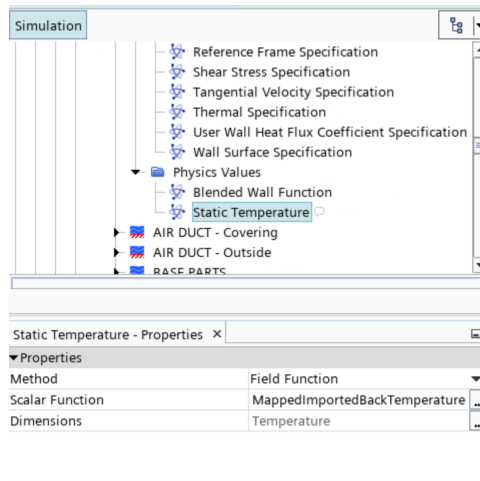 Simulation
Reference Frame Specification
Shear Stress Specification
Tangential Velocity Specification
Thermal Specification
User Wall Heat Flux Coefficient Specification
Wall Surface Specification
Physics Values
Blended Wall Function
Static Temperature
AIR DUCT - Covering
AIR DUCT - Outside
BASE PARTS
Static Temperature - Properties ×
Properties
Method Field Function
Scalar Function MappedImportedBackTemperature ...
Dimensions Temperature ...